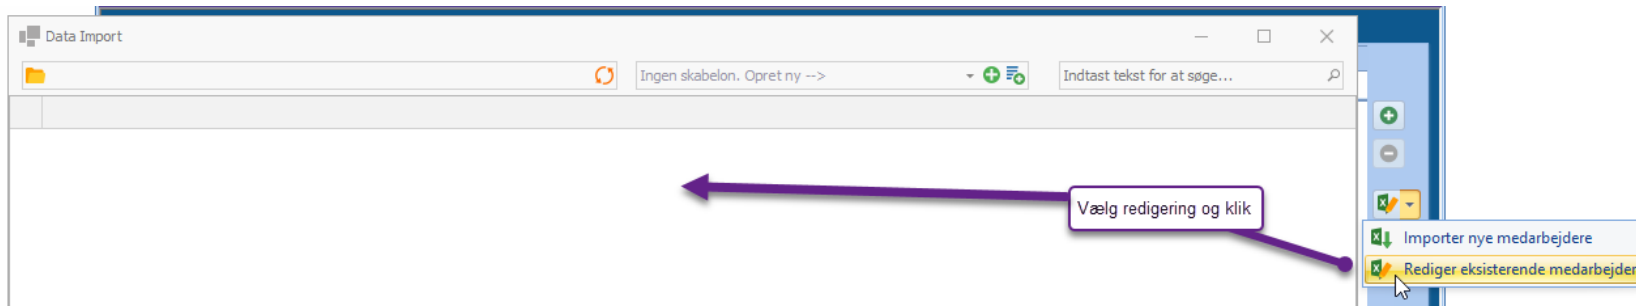 Data Import
Ingen skabelon. Opret ny -->
Indtast tekst for at søge...
Vælg redigering og klik
Importer nye medarbejdere
Rediger eksisterende medarbejder